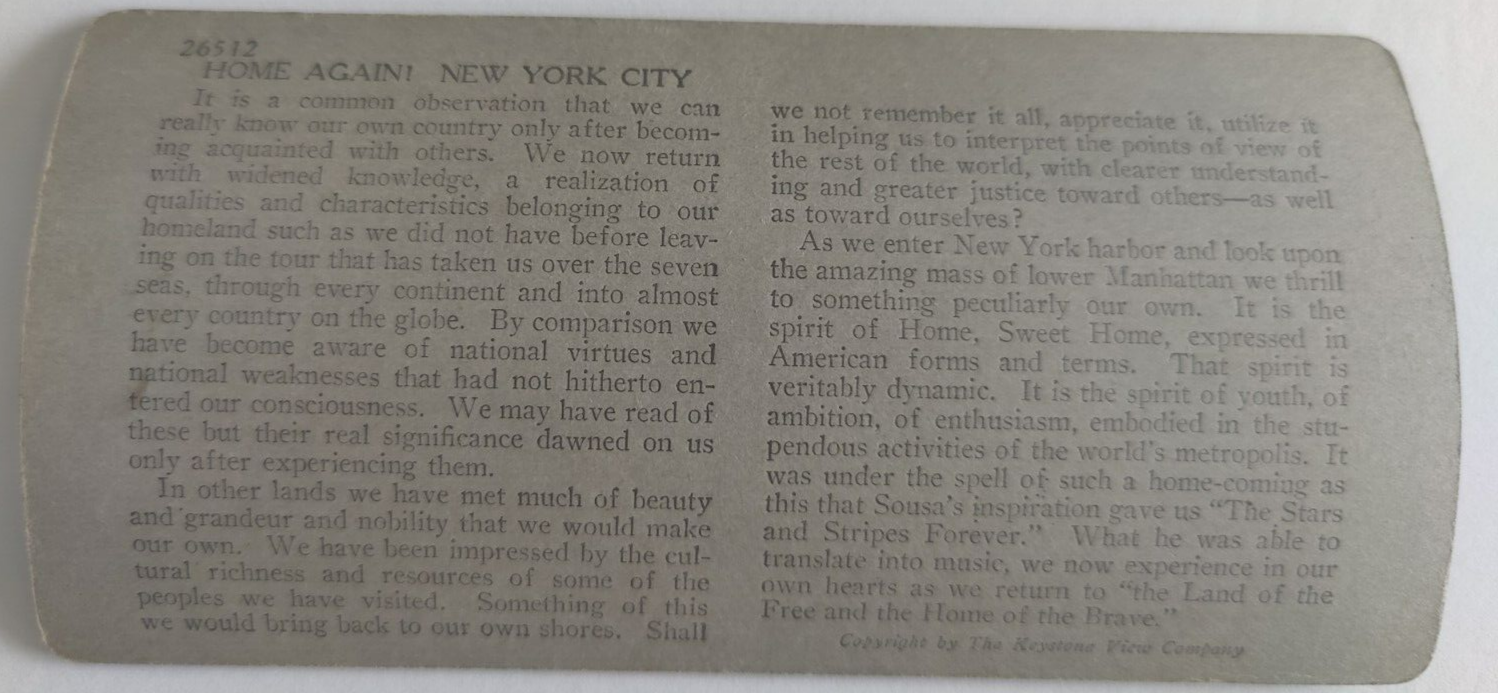 26512
HOME AGAIN! NEW YORK CITY
It is a common observation that we can
really know our own country only after becom-
ing acquainted with others. We now return
with widened knowledge, a realization of
qualities and characteristics belonging to our
homeland such as we did not have before leav-
ing on the tour that has taken us over the seven
seas, through every continent and into almost
every country on the globe. By comparison we
have become aware of national virtues and
national weaknesses that had not hitherto en-
tered our consciousness. We may have read of
these but their real significance dawned on us
only after experiencing them.
In other lands we have met much of beauty
and grandeur and nobility that we would make
our own. We have been impressed by the cul-
tural richness and resources of some of the
peoples we have visited. Something of this
we would bring back to our own shores. Shall
we not remember it all, appreciate it, utilize it
in helping us to interpret the points of view of
the rest of the world, with clearer understand-
ing and greater justice toward others—as well
as toward ourselves?
As we enter New York harbor and look upon
the amazing mass of lower Manhattan we thrill
to something peculiarly our own. It is the
spirit of Home, Sweet Home, expressed in
American forms and terms. That spirit is
veritably dynamic. It is the spirit of youth, of
ambition, of enthusiasm, embodied in the stu-
pendous activities of the world's metropolis. It
was under the spell of such a home-coming as
this that Sousa's inspiration gave us "The Stars
and Stripes Forever." What he was able to
translate into music, we now experience in our
own hearts as we return to "the Land of the
Free and the Home of the Brave."
Copyright by The Keystone View Company